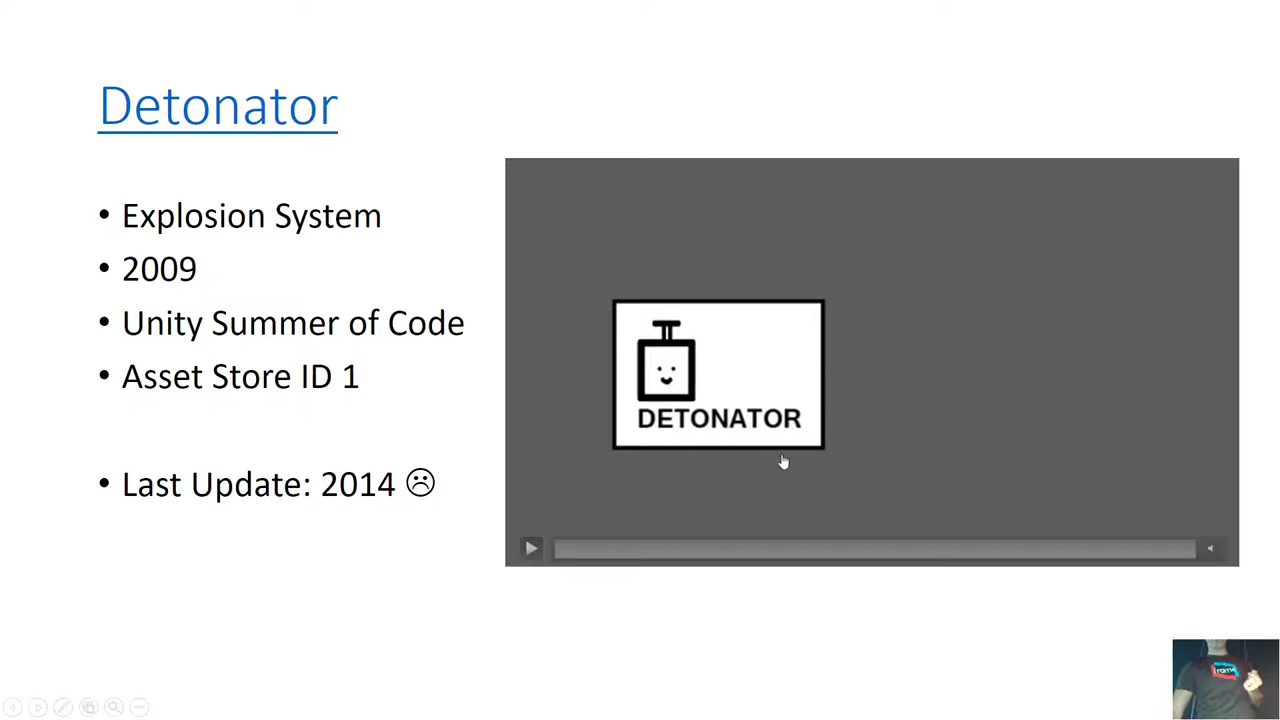 Detonator
• Explosion System
• 2009
• Unity Summer of Code
• Asset Store ID 1
• Last Update: 2014 ☹
DETONATOR